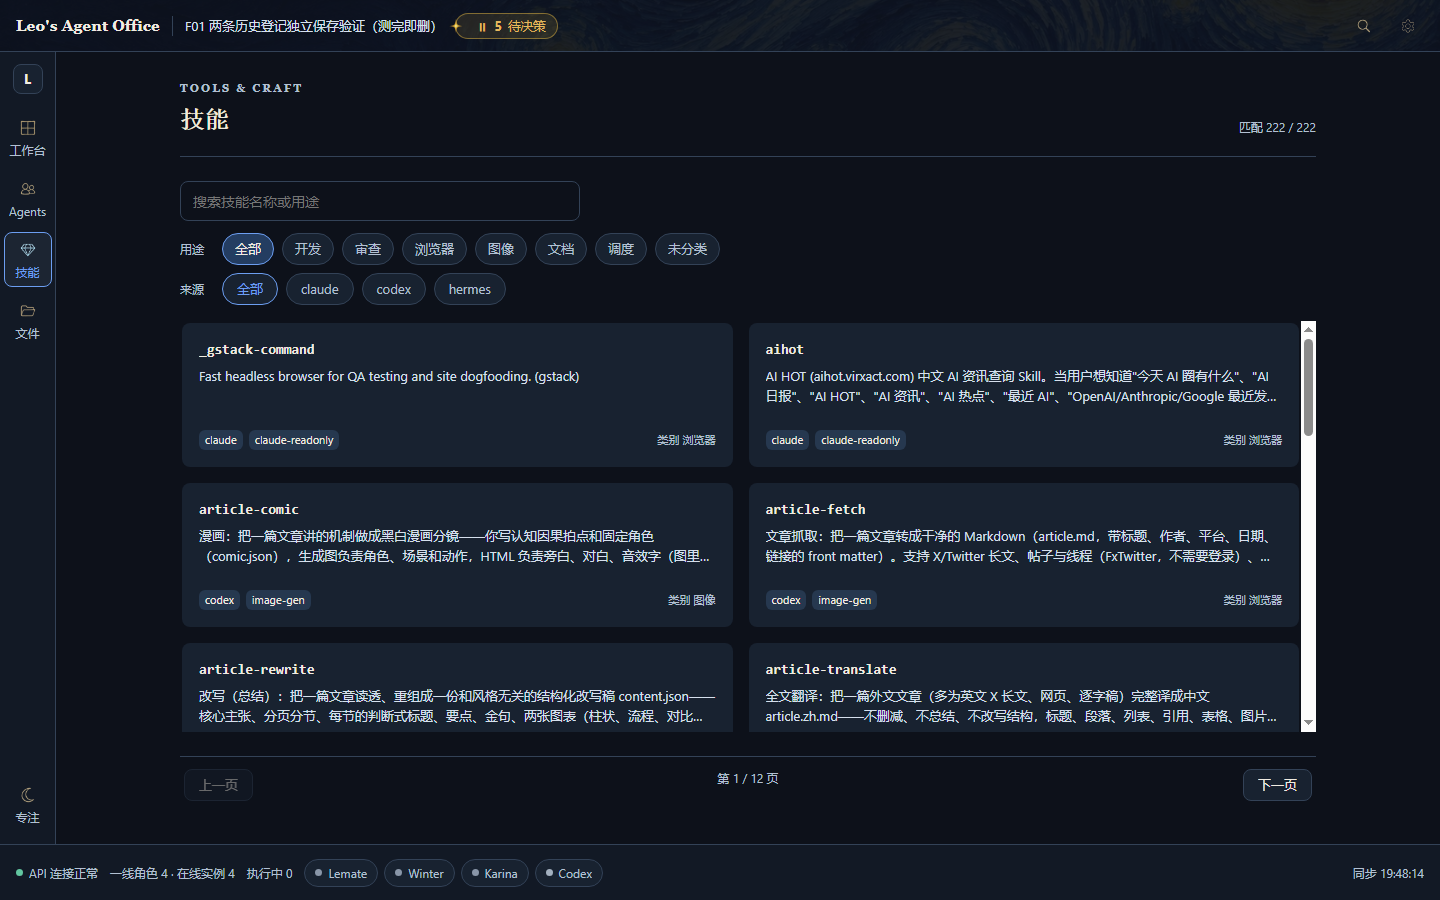 Leo's Agent Office
F01 两条历史登记独立保存验证（测完即删）
5 待决策
L
工作台
Agents
技能
文件
专注
TOOLS & CRAFT
技能
匹配 222 / 222
搜索技能名称或用途
用途 全部 开发 审查 浏览器 图像 文档 调度 未分类
来源 全部 claude codex hermes
_gstack-command
Fast headless browser for QA testing and site dogfooding. (gstack)
claude claude-readonly 类别 浏览器
aihot
AI HOT (aihot.virxact.com) 中文 AI 资讯查询 Skill。当用户想知道"今天 AI 圈有什么"、"AI
日报"、"AI HOT"、"AI 资讯"、"AI 热点"、"最近 AI"、"OpenAI/Anthropic/Google 最近发...
claude claude-readonly 类别 浏览器
article-comic
漫画：把一篇文章讲的机制做成黑白漫画分镜——你写认知因果拍点和固定角色
（comic.json），生成图负责角色、场景和动作，HTML 负责旁白、对白、音效字（图里...
codex image-gen 类别 图像
article-fetch
文章抓取：把一篇文章转成干净的 Markdown（article.md，带标题、作者、平台、日期、
链接的 front matter）。支持 X/Twitter 长文、帖子与线程（FxTwitter，不需要登录）、...
codex image-gen 类别 浏览器
article-rewrite
改写（总结）：把一篇文章读透、重组成一份和风格无关的结构化改写稿 content.json——
核心主张、分页分节、每节的判断式标题、要点、金句、两张图表（柱状、流程、对比...
article-translate
全文翻译：把一篇外文文章（多为英文 X 长文、网页、逐字稿）完整译成中文
article.zh.md——不删减、不总结、不改写结构，标题、段落、列表、引用、表格、图片...
上一页
第 1 / 12 页
下一页
API 连接正常 一线角色 4 · 在线实例 4 执行中 0 Lemate Winter Karina Codex
同步 19:48:14